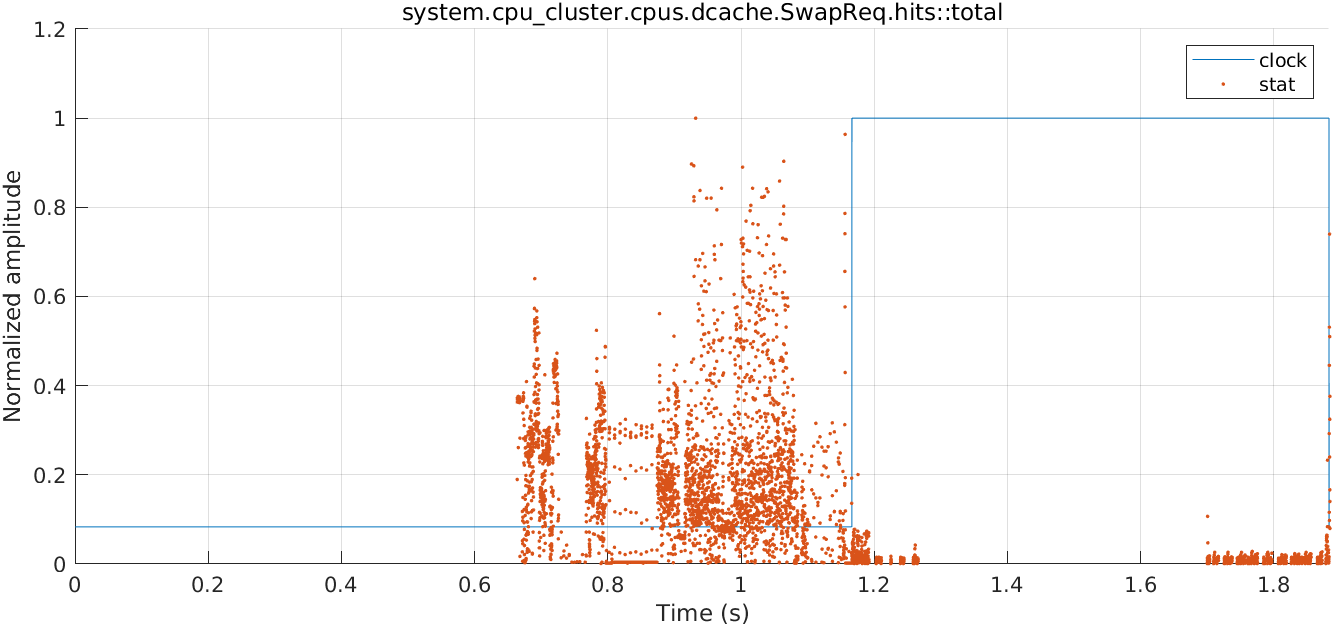 system.cpu_cluster.cpus.dcache.SwapReq.hits::total
1.2
1
0.8
0.6
0.4
0.2
0
Normalized amplitude
clock
stat
0 0.2 0.4 0.6 0.8 1 1.2 1.4 1.6 1.8
Time (s)